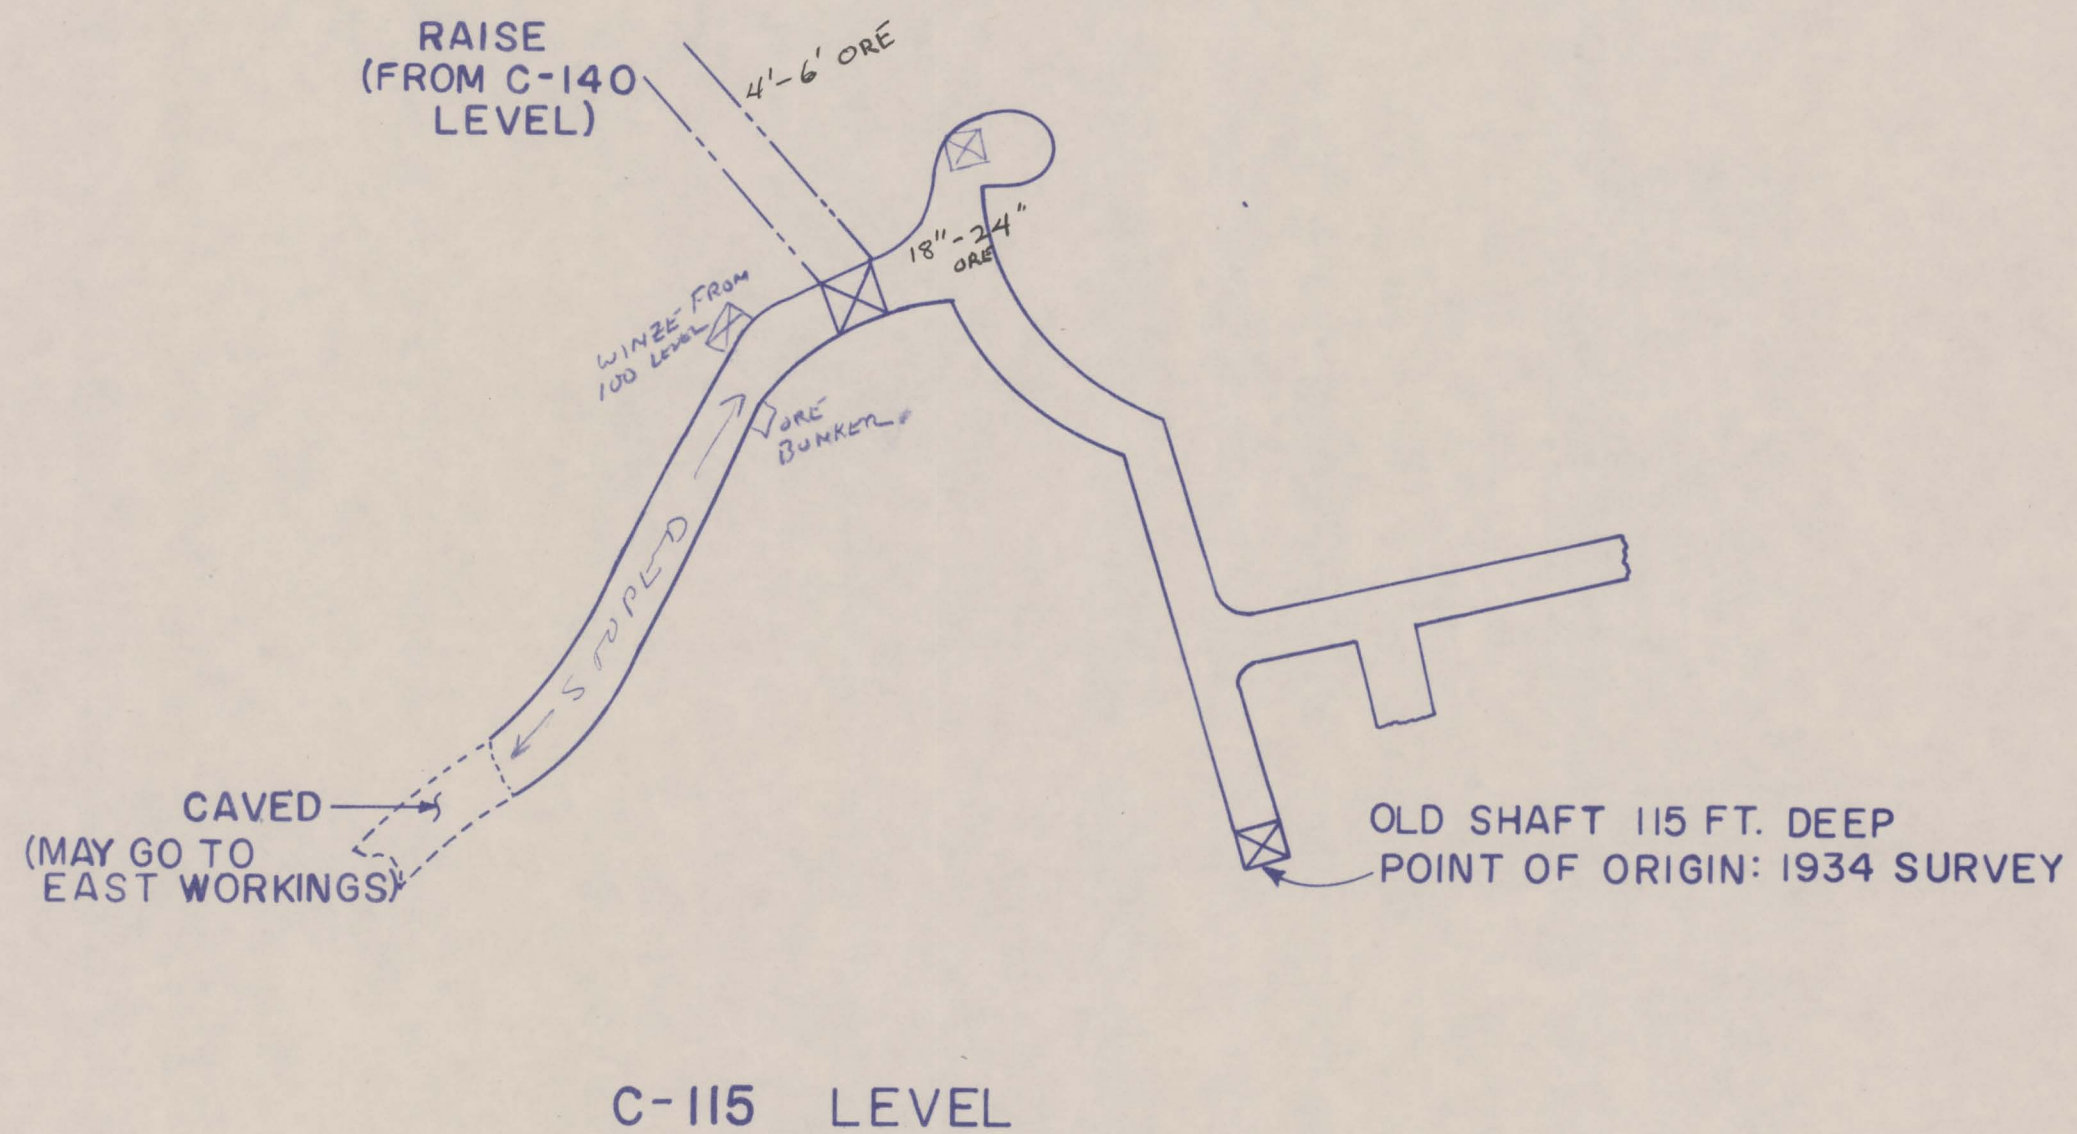 RAISE
(FROM C-140
LEVEL)
4'-6' ORE
18"-24"
ORE
WINZE FROM
100 LEVEL
ORE
BUNKER
STOPED
CAVED
(MAY GO TO
EAST WORKINGS)
OLD SHAFT 115 FT. DEEP
POINT OF ORIGIN: 1934 SURVEY
C-115 LEVEL